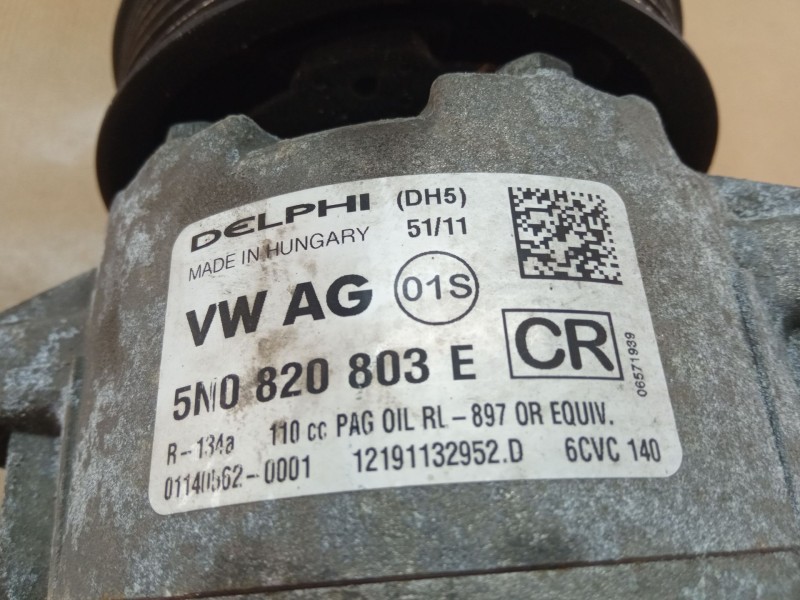 DELPHI (DH5)
MADE IN HUNGARY 51/11
VW AG 01S
5N0 820 803 E CR
06571939
R-134a 110 cc PAG OIL RL-897 OR EQUIV.
01140562-0001 12191132952.D 6CVC 140